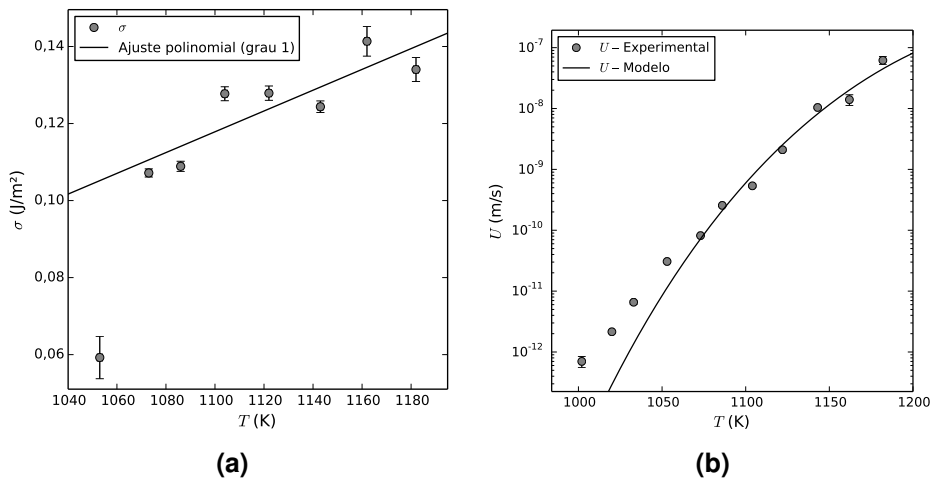 σ
Ajuste polinomial (grau 1)
0,14
0,12
0,10
0,08
0,06
σ (J/m²)
1040 1060 1080 1100 1120 1140 1160 1180
T (K)
(a)
U – Experimental
U – Modelo
10⁻⁷
10⁻⁸
10⁻⁹
10⁻¹⁰
10⁻¹¹
10⁻¹²
U (m/s)
1000 1050 1100 1150 1200
T (K)
(b)